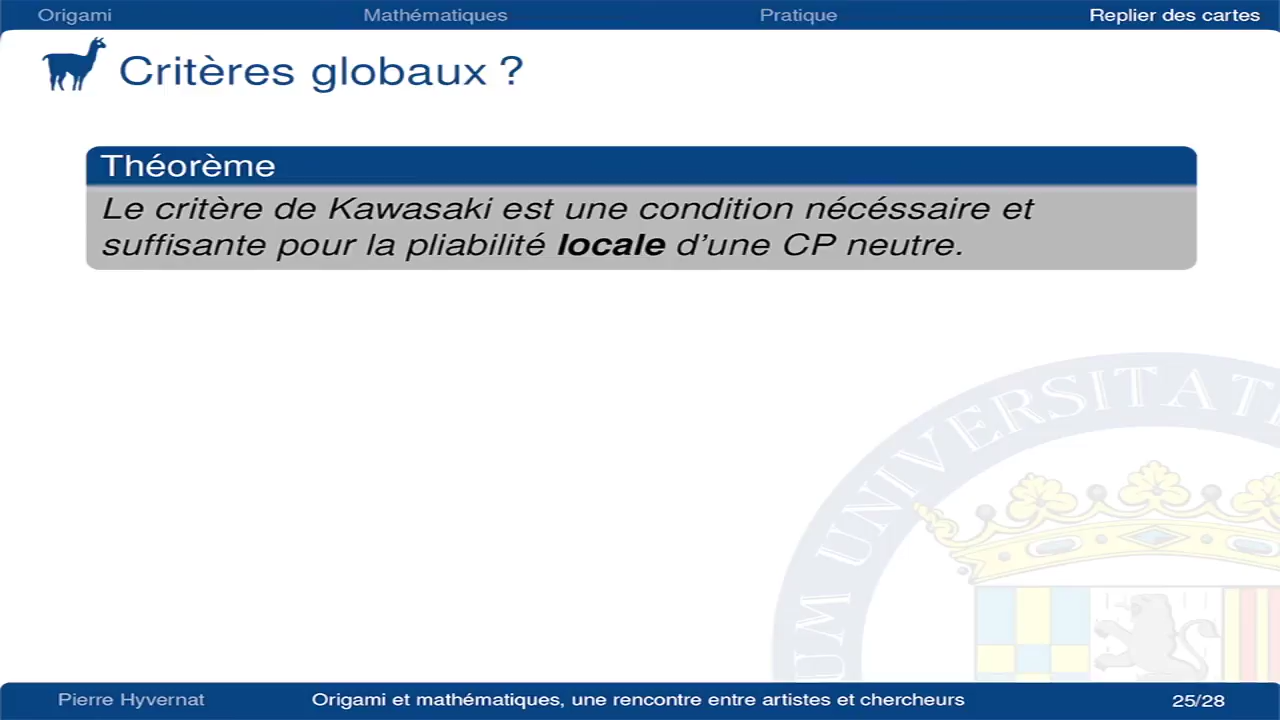 Origami Mathématiques Pratique Replier des cartes
Critères globaux ?
Théorème
Le critère de Kawasaki est une condition nécéssaire et
suffisante pour la pliabilité locale d'une CP neutre.
UM UNIVERSITAT
Pierre Hyvernat Origami et mathématiques, une rencontre entre artistes et chercheurs 25/28